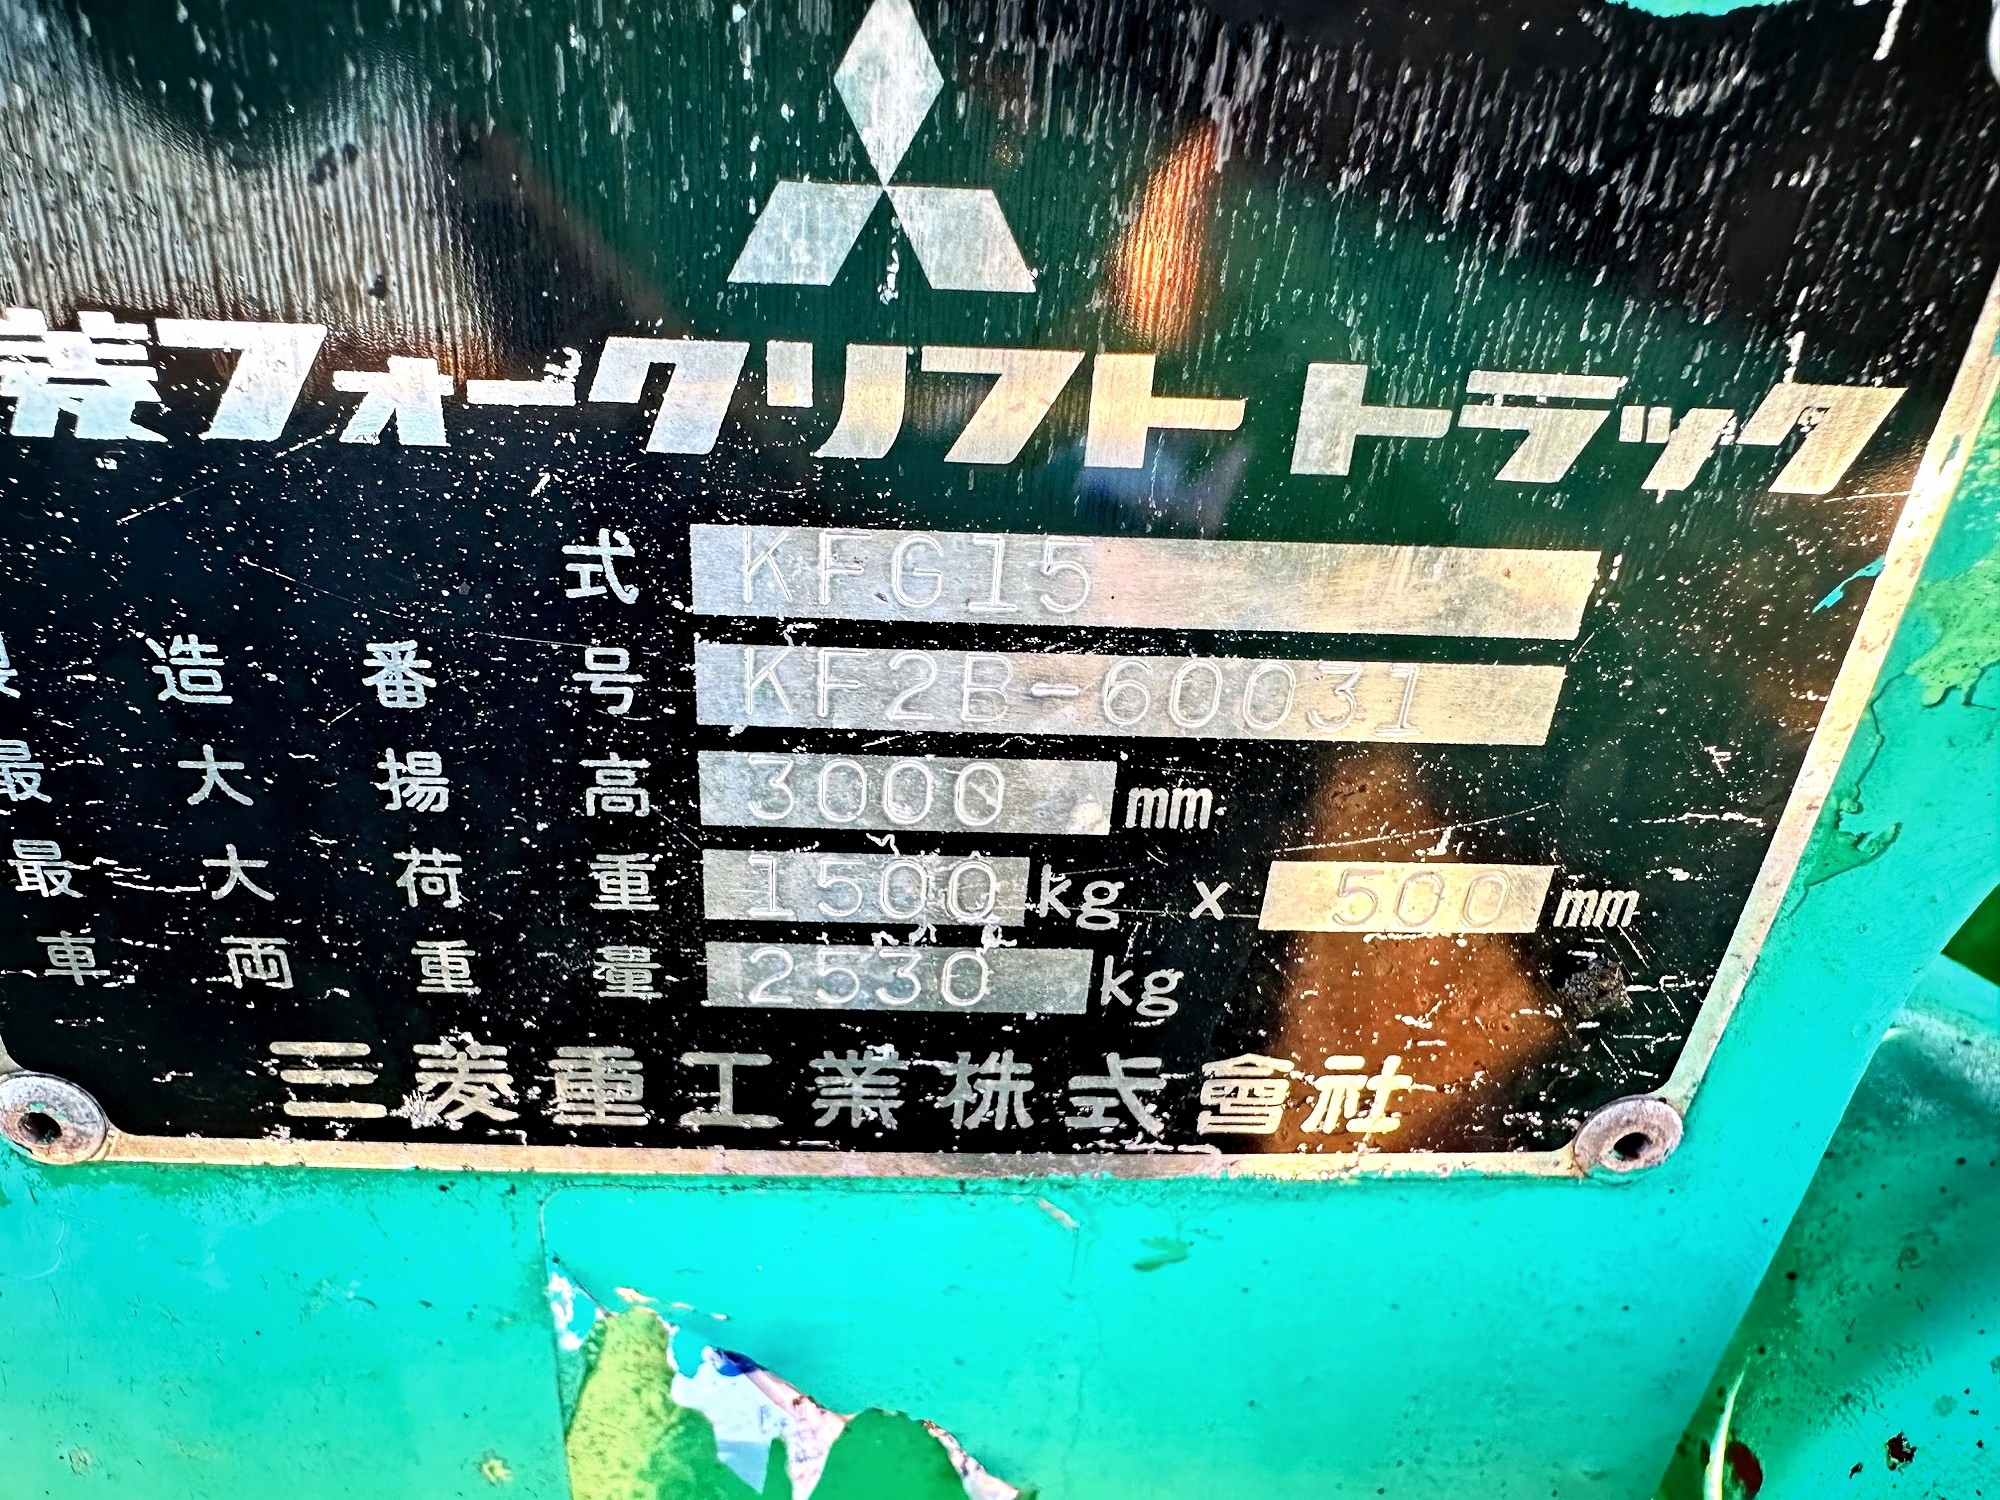 菱フォークリフト トラック
式 KFG15
造番号 KF2B-60031
最大揚高 3000 mm
最大荷重 1500 kg x 500 mm
車両重量 2530 kg
三菱重工業株式會社